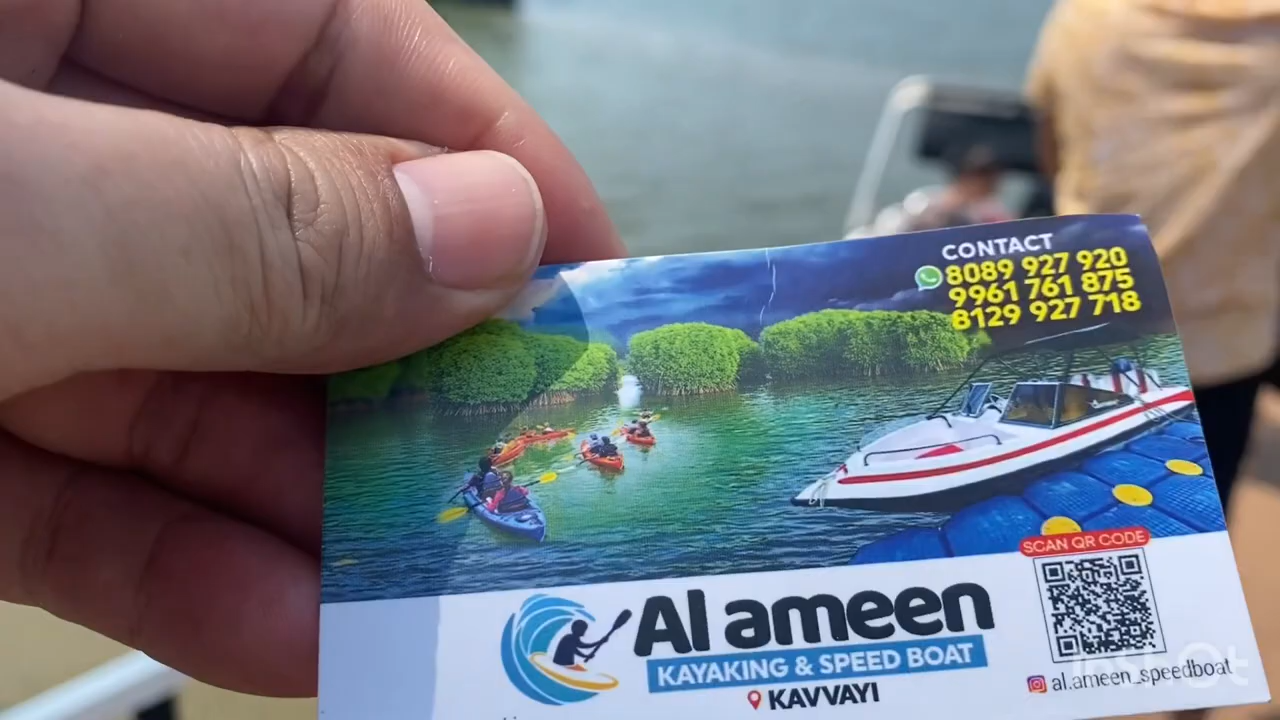 CONTACT
8089 927 920
9961 761 875
8129 927 718
SCAN QR CODE
Al ameen
KAYAKING & SPEED BOAT
KAVVAYI
al.ameen_speedboat
InShOt